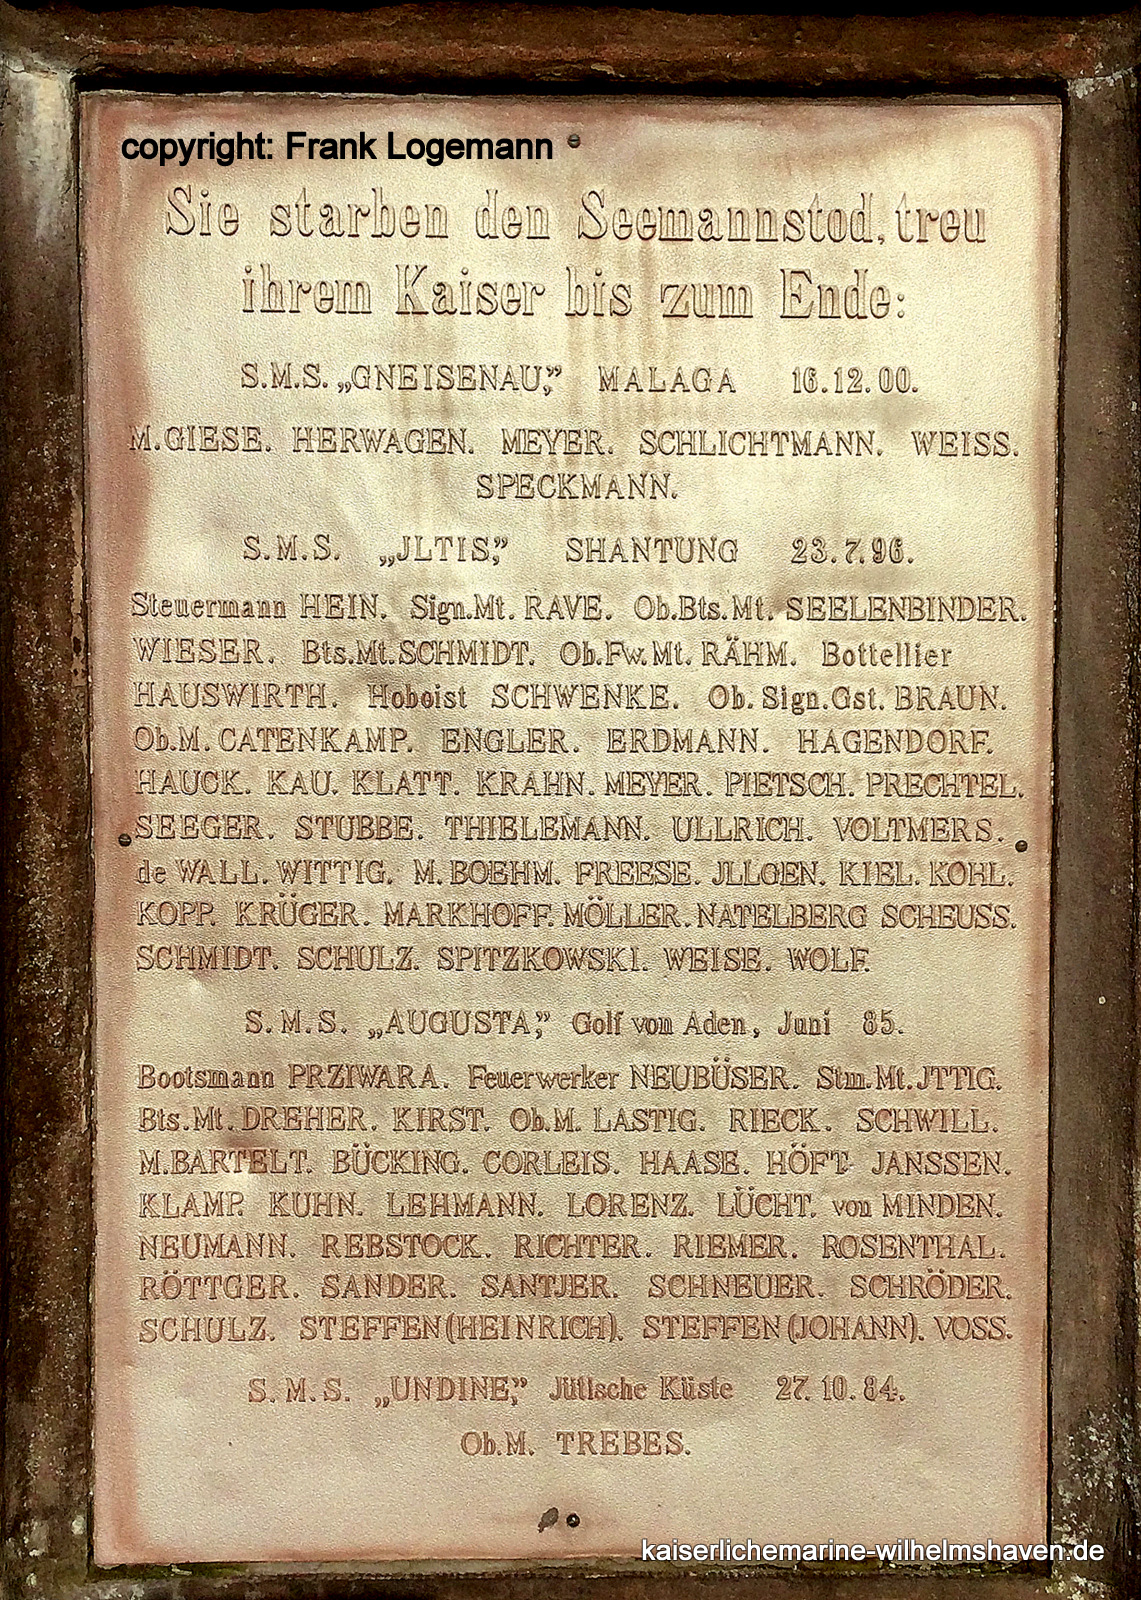 copyright: Frank Logemann
Sie starben den Seemannstod, treu
ihrem Kaiser bis zum Ende:
S.M.S. „GNEISENAU,” MALAGA 16.12.00.
M.GIESE. HERWAGEN. MEYER. SCHLICHTMANN. WEISS.
SPECKMANN.
S.M.S. „JLTIS,” SHANTUNG 23.7.96.
Steuermann HEIN. Sign.Mt. RAVE. Ob.Bts.Mt. SEELENBINDER.
WIESER. Bts.Mt.SCHMIDT. Ob.Fw.Mt. RÄHM. Bottellier
HAUSWIRTH. Hoboist SCHWENKE. Ob.Sign.Gst. BRAUN.
Ob.M. CATENKAMP. ENGLER. ERDMANN. HAGENDORF.
HAUCK. KAU. KLATT. KRAHN. MEYER. PIETSCH. PRECHTEL.
SEEGER. STUBBE. THIELEMANN. ULLRICH. VOLTMERS.
de WALL. WITTIG. M.BOEHM. FREESE. JLLGEN. KIEL. KOHL.
KOPP. KRÜGER. MARKHOFF. MÖLLER. NATELBERG SCHEUSS.
SCHMIDT. SCHULZ. SPITZKOWSKI. WEISE. WOLF.
S.M.S. „AUGUSTA,” Golf von Aden, Juni 85.
Bootsmann PRZIWARA. Feuerwerker NEUBÜSER. Stm.Mt.JTTIG.
Bts.Mt. DREHER. KIRST. Ob.M. LASTIG. RIECK. SCHWILL.
M.BARTELT. BÜCKING. CORLEIS. HAASE. HÖFT. JANSSEN.
KLAMP. KUHN. LEHMANN. LORENZ. LÜCHT. von MINDEN.
NEUMANN. REBSTOCK. RICHTER. RIEMER. ROSENTHAL.
RÖTTGER. SANDER. SANTJER. SCHNEUER. SCHRÖDER.
SCHULZ. STEFFEN(HEINRICH). STEFFEN(JOHANN). VOSS.
S.M.S. „UNDINE,” Jütische Küste 27.10.84.
Ob.M. TREBES.
kaiserlichemarine-wilhelmshaven.de